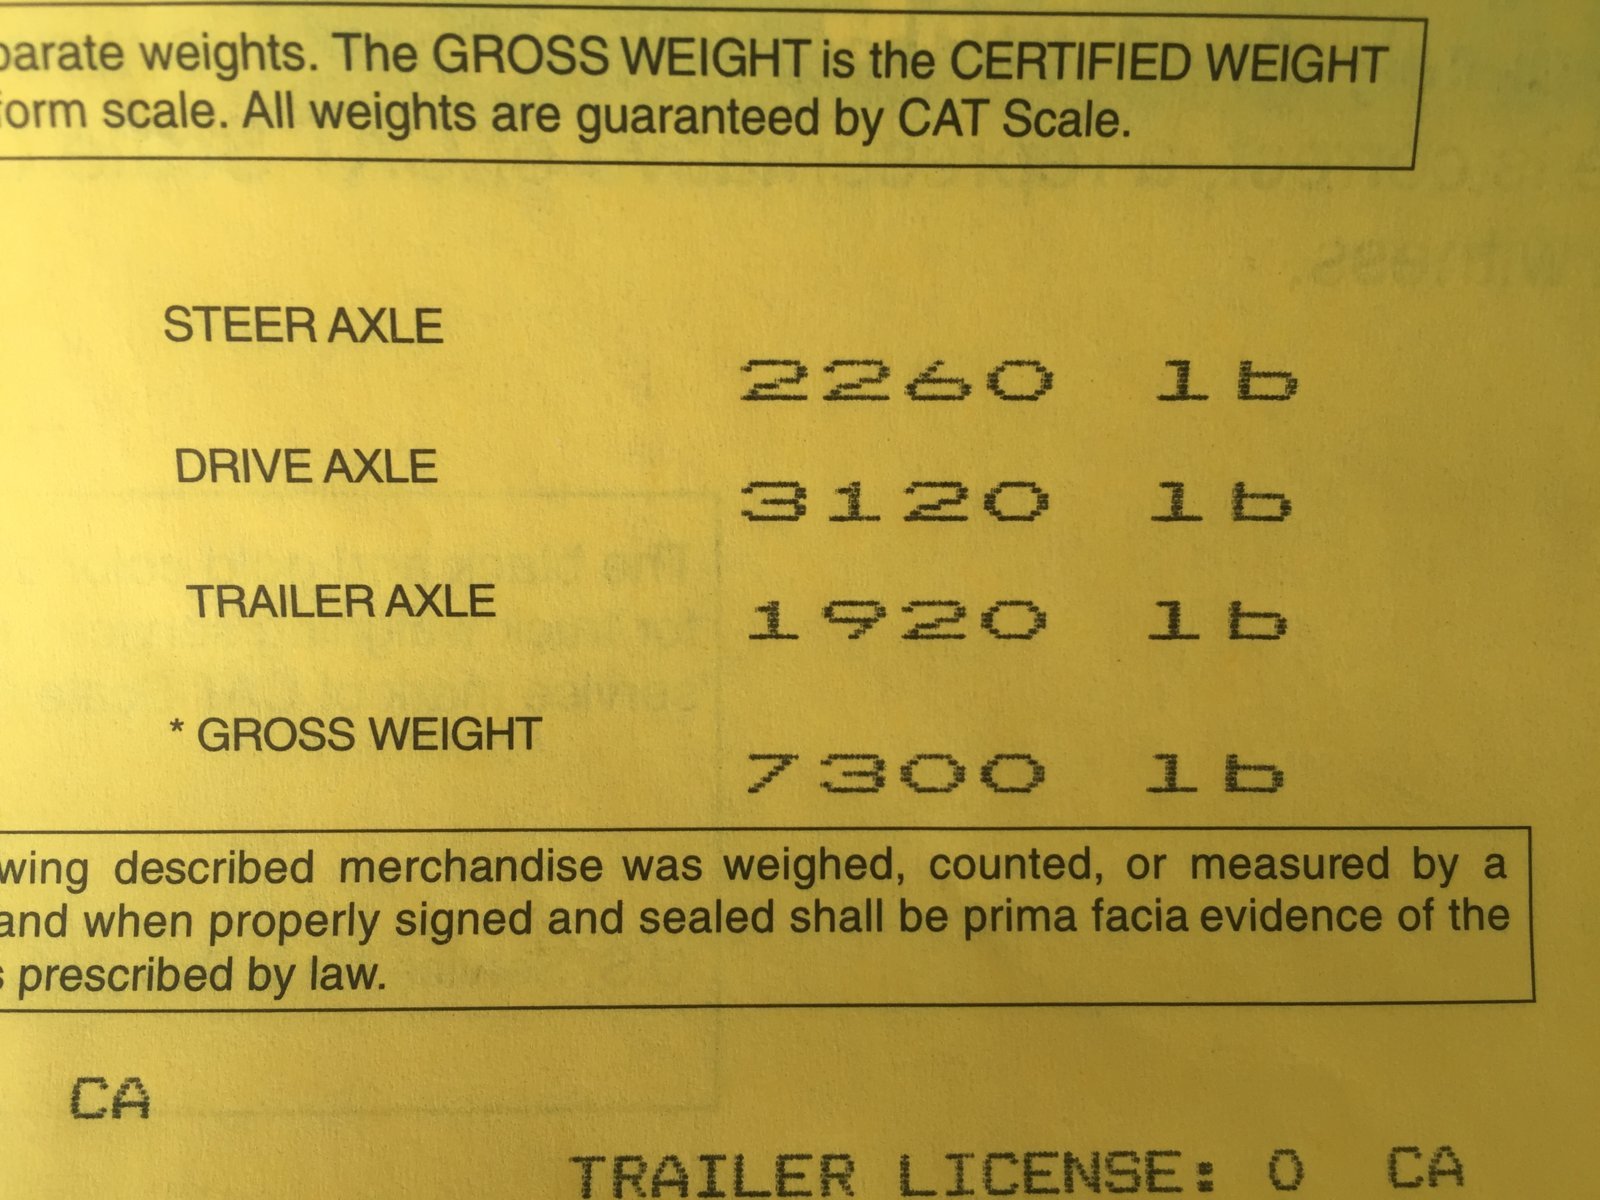 parate weights. The GROSS WEIGHT is the CERTIFIED WEIGHT
form scale. All weights are guaranteed by CAT Scale.
STEER AXLE 2260 lb
DRIVE AXLE 3120 lb
TRAILER AXLE 1920 lb
* GROSS WEIGHT 7300 lb
wing described merchandise was weighed, counted, or measured by a
and when properly signed and sealed shall be prima facia evidence of the
s prescribed by law.
CA
TRAILER LICENSE: 0 CA